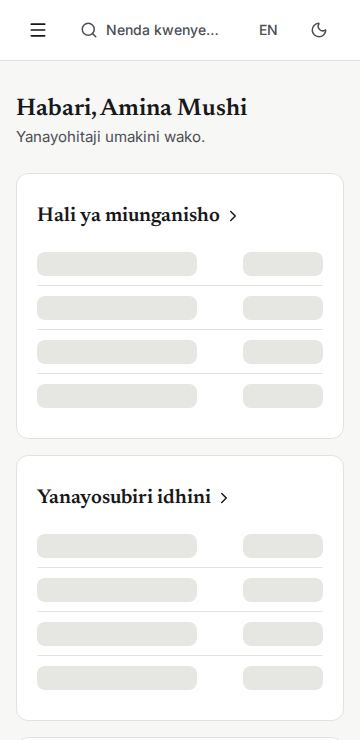 Nenda kwenye...
EN
Habari, Amina Mushi
Yanayohitaji umakini wako.
Hali ya miunganisho
Yanayosubiri idhini